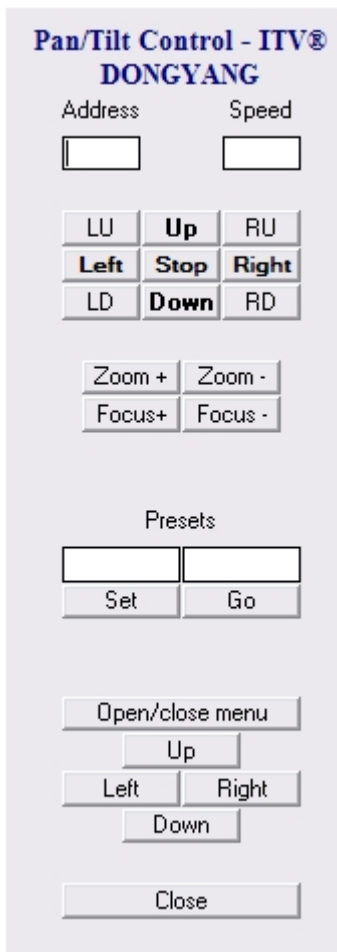 Pan/Tilt Control - ITV®
DONGYANG
Address Speed
LU Up RU
Left Stop Right
LD Down RD
Zoom + Zoom -
Focus+ Focus -
Presets
Set Go
Open/close menu
Up
Left Right
Down
Close